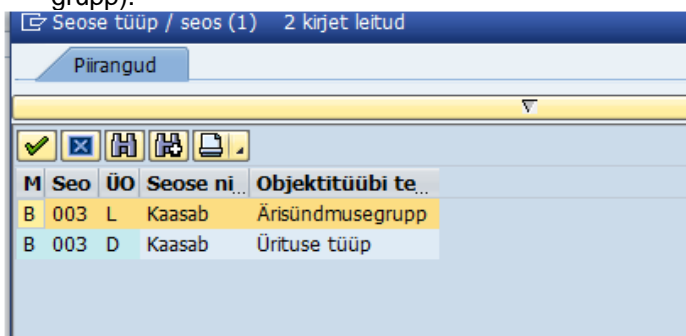 grupp).
Seose tüüp / seos (1) 2 kirjet leitud
Piirangud
M Seo ÜO Seose ni... Objektitüübi te...
B 003 L Kaasab Ärisündmusegrupp
B 003 D Kaasab Ürituse tüüp